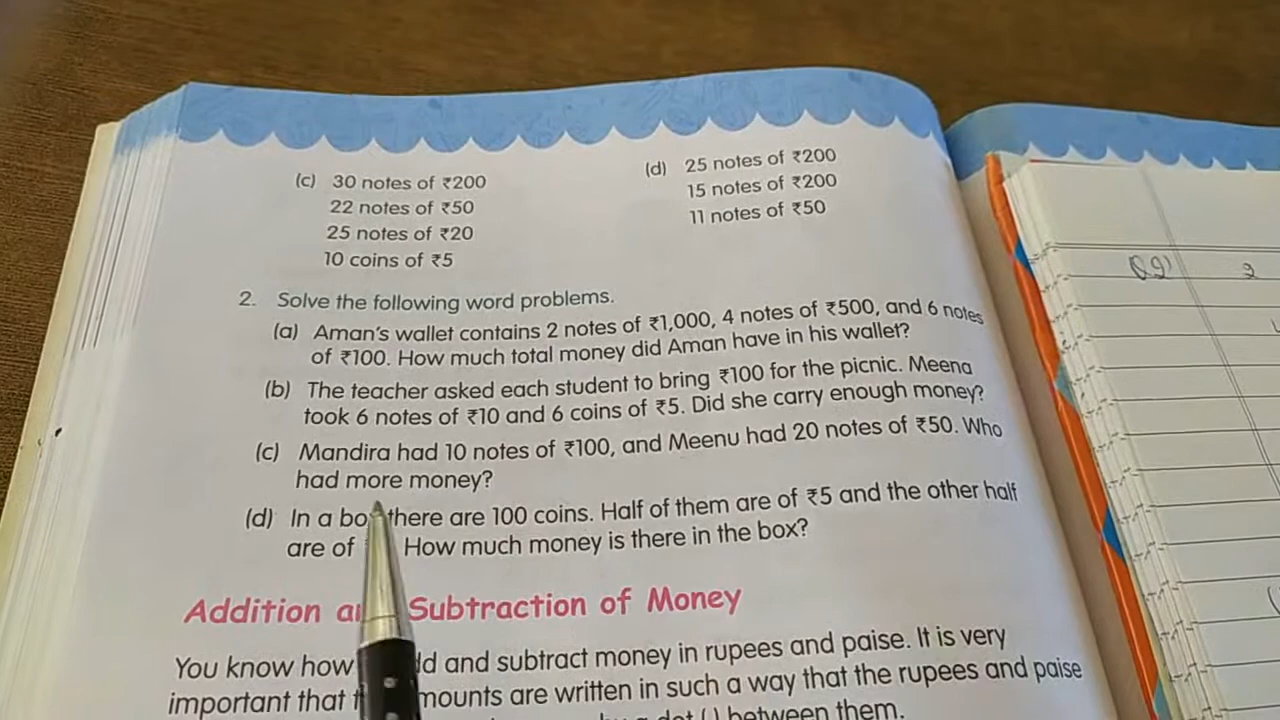 (c) 30 notes of ₹200
22 notes of ₹50
25 notes of ₹20
10 coins of ₹5
(d) 25 notes of ₹200
15 notes of ₹200
11 notes of ₹50
2. Solve the following word problems.
(a) Aman's wallet contains 2 notes of ₹1,000, 4 notes of ₹500, and 6 notes
of ₹100. How much total money did Aman have in his wallet?
(b) The teacher asked each student to bring ₹100 for the picnic. Meena
took 6 notes of ₹10 and 6 coins of ₹5. Did she carry enough money?
(c) Mandira had 10 notes of ₹100, and Meenu had 20 notes of ₹50. Who
had more money?
(d) In a there are 100 coins. Half of them are of ₹5 and the other half
are of How much money is there in the box?
Addition Subtraction of Money
You know how and subtract money in rupees and paise. It is very
important that amounts are written in such a way that the rupees and paise
between them.